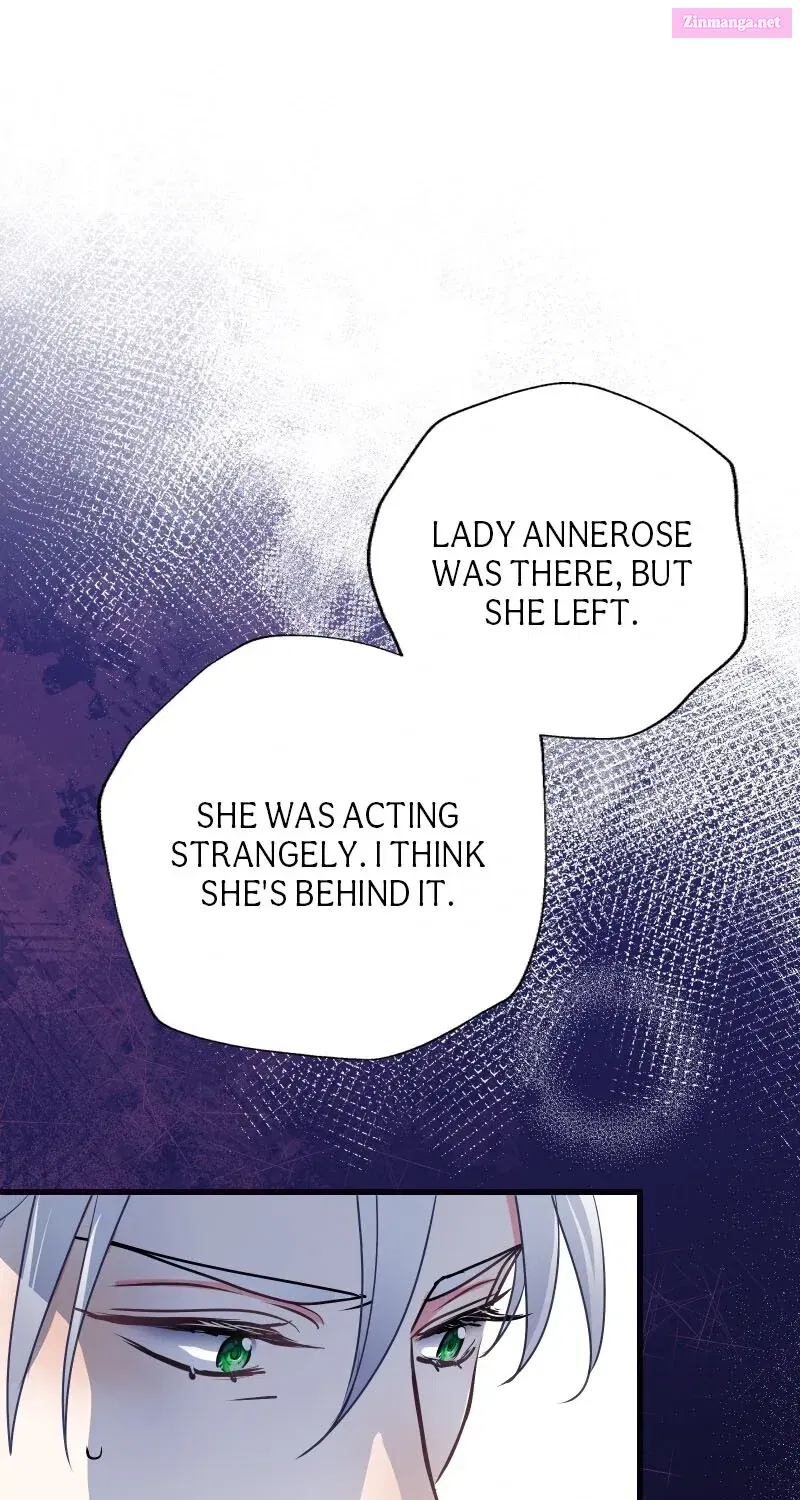 Zinmanga.net
LADY ANNEROSE
WAS THERE, BUT
SHE LEFT.
SHE WAS ACTING
STRANGELY. I THINK
SHE'S BEHIND IT.